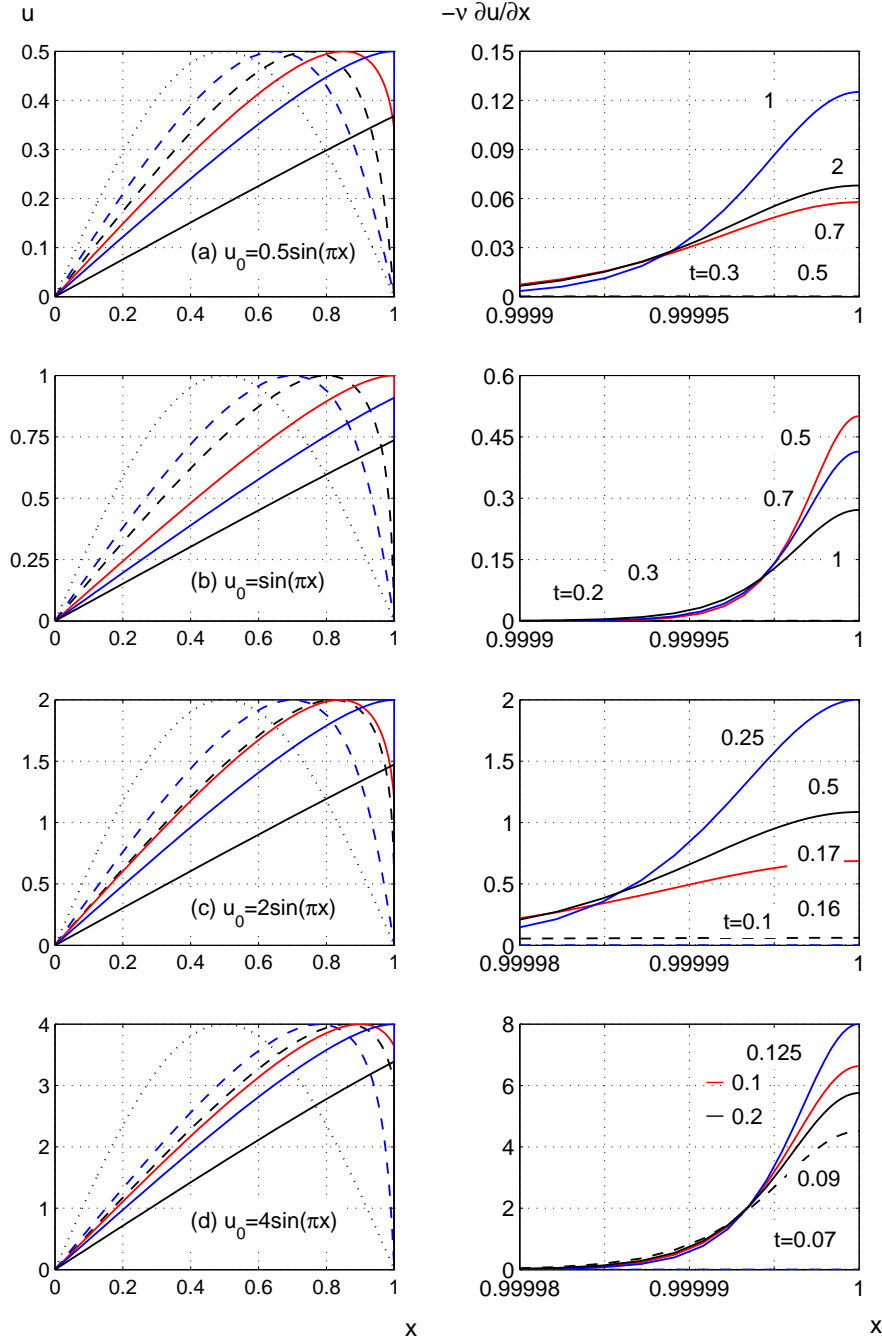 u
−ν ∂u/∂x
0.5
0.4
0.3
0.2
0.1
0
(a) u0=0.5sin(πx)
0 0.2 0.4 0.6 0.8 1
0.15
0.12
0.09
0.06
0.03
0
1
2
0.7
t=0.3
0.5
0.9999 0.99995 1
1
0.75
0.5
0.25
0
(b) u0=sin(πx)
0 0.2 0.4 0.6 0.8 1
0.6
0.45
0.3
0.15
0
0.5
0.7
1
0.3
t=0.2
0.9999 0.99995 1
2
1.5
1
0.5
0
(c) u0=2sin(πx)
0 0.2 0.4 0.6 0.8 1
2
1.5
1
0.5
0
0.25
0.5
0.17
0.16
t=0.1
0.99998 0.99999 1
4
3
2
1
0
(d) u0=4sin(πx)
0 0.2 0.4 0.6 0.8 1
8
6
4
2
0
0.125
0.1
0.2
0.09
t=0.07
0.99998 0.99999 1
x
x